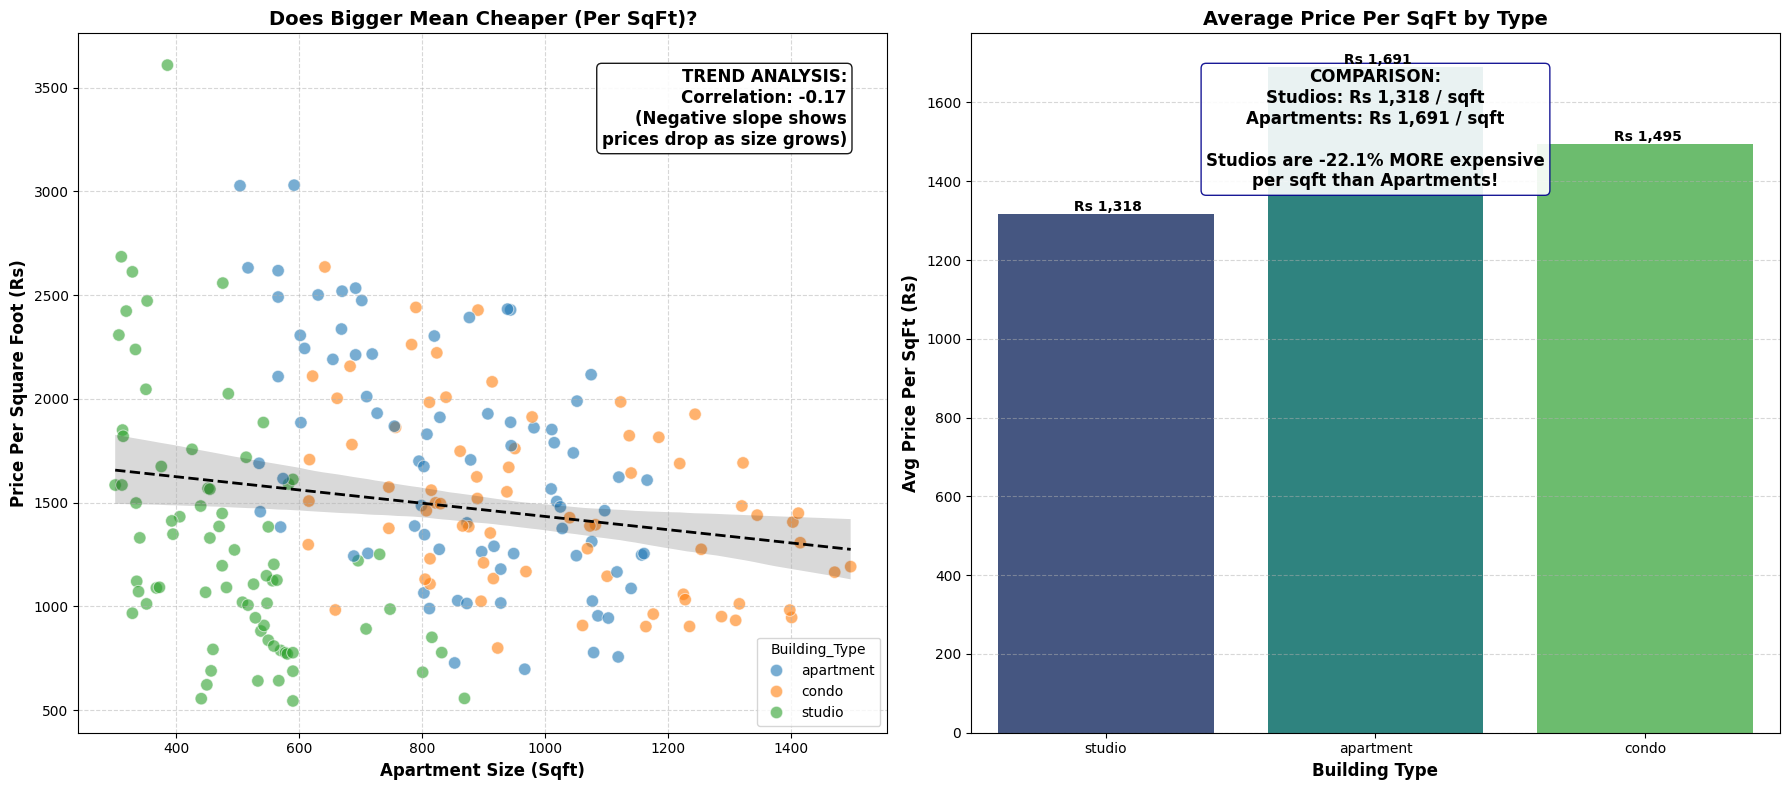 Does Bigger Mean Cheaper (Per SqFt)?
TREND ANALYSIS:
Correlation: -0.17
(Negative slope shows
prices drop as size grows)
Price Per Square Foot (Rs)
3500
3000
2500
2000
1500
1000
500
400
600
800
1000
1200
1400
Apartment Size (Sqft)
Building_Type
apartment
condo
studio
Average Price Per SqFt by Type
Rs 1,691
COMPARISON:
Studios: Rs 1,318 / sqft
Apartments: Rs 1,691 / sqft
Studios are -22.1% MORE expensive
per sqft than Apartments!
Rs 1,318
Rs 1,495
Avg Price Per SqFt (Rs)
1600
1400
1200
1000
800
600
400
200
0
studio
apartment
condo
Building Type